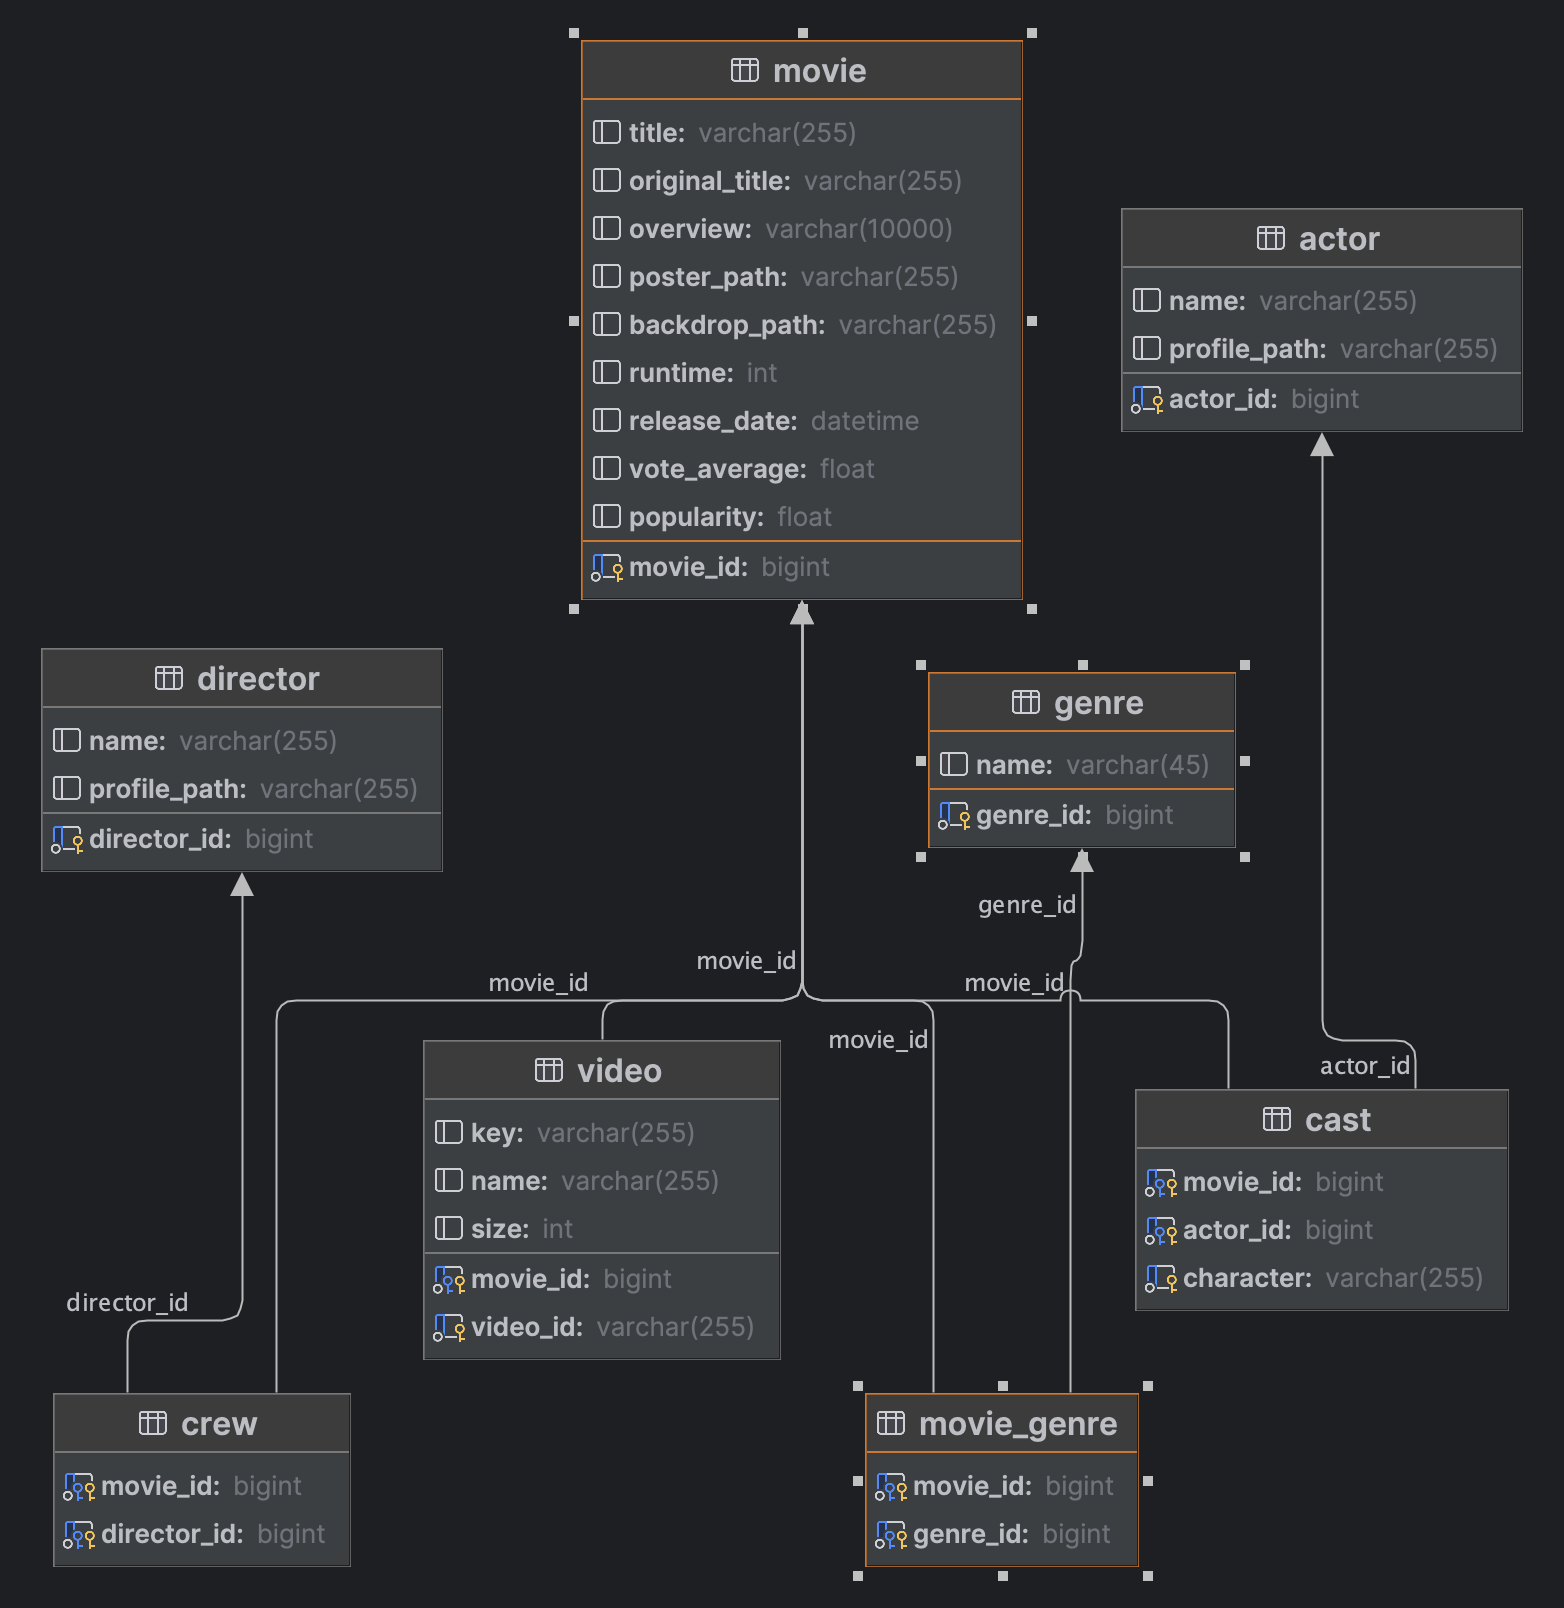 movie
title: varchar(255)
original_title: varchar(255)
overview: varchar(10000)
poster_path: varchar(255)
backdrop_path: varchar(255)
runtime: int
release_date: datetime
vote_average: float
popularity: float
movie_id: bigint
actor
name: varchar(255)
profile_path: varchar(255)
actor_id: bigint
director
name: varchar(255)
profile_path: varchar(255)
director_id: bigint
genre
name: varchar(45)
genre_id: bigint
genre_id
movie_id
movie_id
movie_id
movie_id
actor_id
director_id
video
key: varchar(255)
name: varchar(255)
size: int
movie_id: bigint
video_id: varchar(255)
cast
movie_id: bigint
actor_id: bigint
character: varchar(255)
crew
movie_id: bigint
director_id: bigint
movie_genre
movie_id: bigint
genre_id: bigint